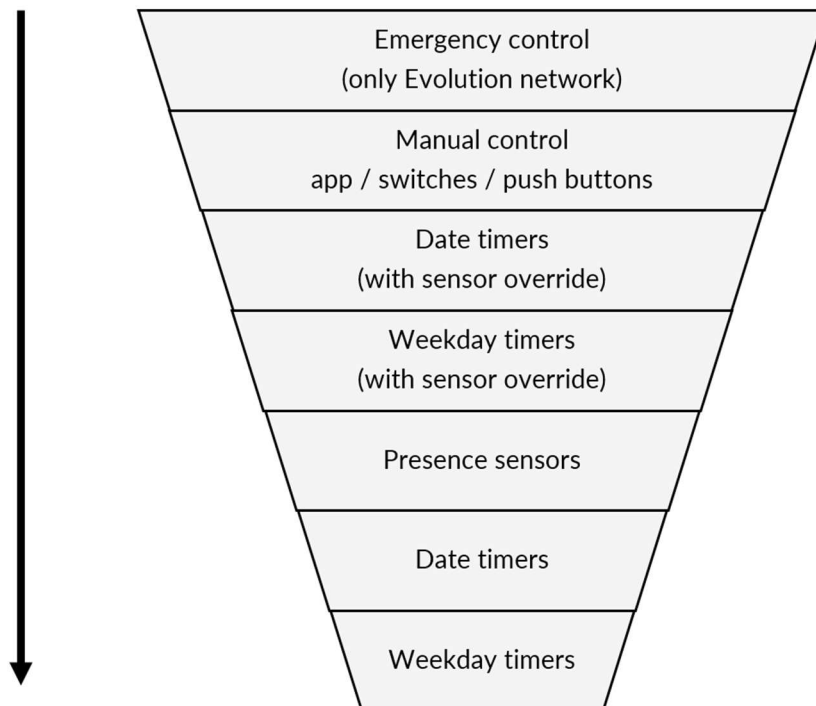 Emergency control
(only Evolution network)
Manual control
app / switches / push buttons
Date timers
(with sensor override)
Weekday timers
(with sensor override)
Presence sensors
Date timers
Weekday timers